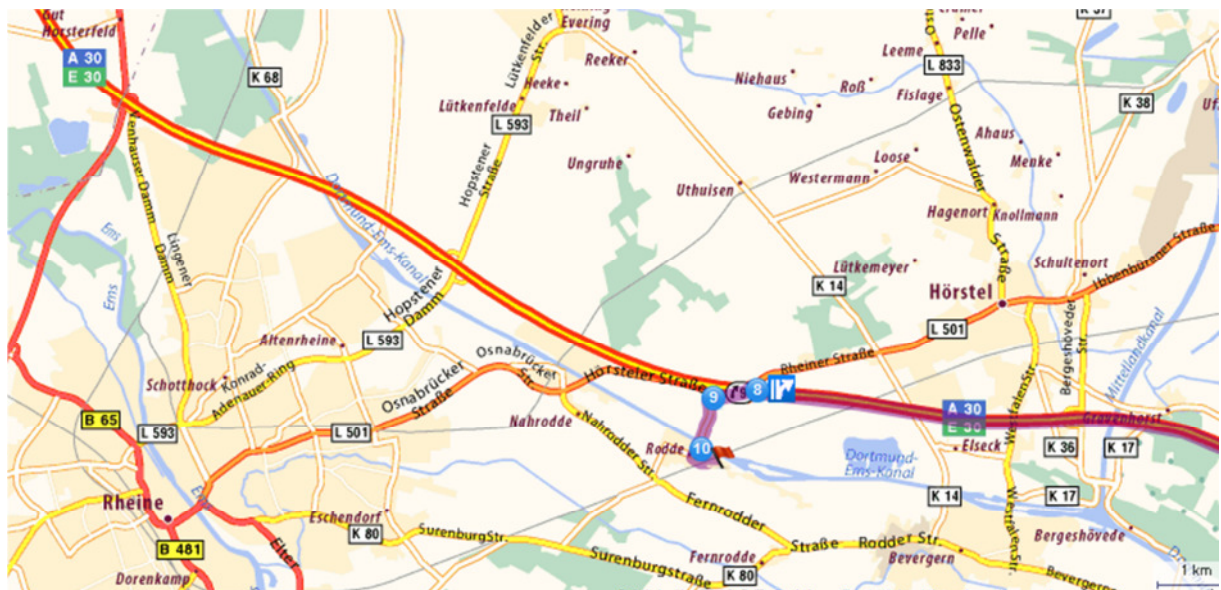 Gut
Hörsterfeld
A 30
E 30
K 68
Lütkenfelder
Str.
Evering
Reeker
Heeke
Lütkenfelde
Theil
L 593
Hopstener
Straße
Ungruhe
Niehaus
Roß
Gebing
Pelle
Leeme
L 833
Fislage
K 38
Ostenwalder
Straße
Ahaus
Menke
Loose
Westermann
Uthuisen
Hagenort
Knollmann
Dortmund-Ems-Kanal
Ems
Ems
Lingener
Damm
Hopstener
Damm
Lütkemeyer
K 14
Schultenort
Ibbenbürener Straße
Hörstel
L 501
Rheiner Straße
Bergeshöveder
Str.
Mittellandkanal
Altenrheine
L 593
Schotthock
Konrad-
Adenauer-Ring
Osnabrücker
Str.
Osnabrücker
Straße
Hörsteler Straße
9
8
A 30
E 30
Gravenhorst
B 65
L 593
L 501
Nahrodde
Nahrodder Str.
Rodde
10
Dortmund-
Ems-Kanal
Elseck
K 36
K 17
K 14
K 17
Rheine
Eschendorf
K 80
Surenburgstr.
Surenburgstraße
Fernrodder
Straße
Rodder Str.
Fernrodde
K 80
Bevergern
Bergeshövede
B 481
Elter
Dorenkamp
1 km